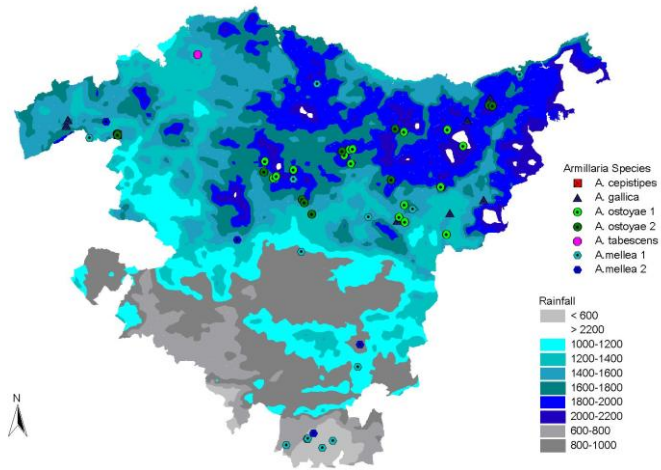 Armillaria Species
A. cepistipes
A. gallica
A. ostoyae 1
A. ostoyae 2
A. tabescens
A.mellea 1
A.mellea 2
Rainfall
< 600
> 2200
1000-1200
1200-1400
1400-1600
1600-1800
1800-2000
2000-2200
600-800
800-1000
N